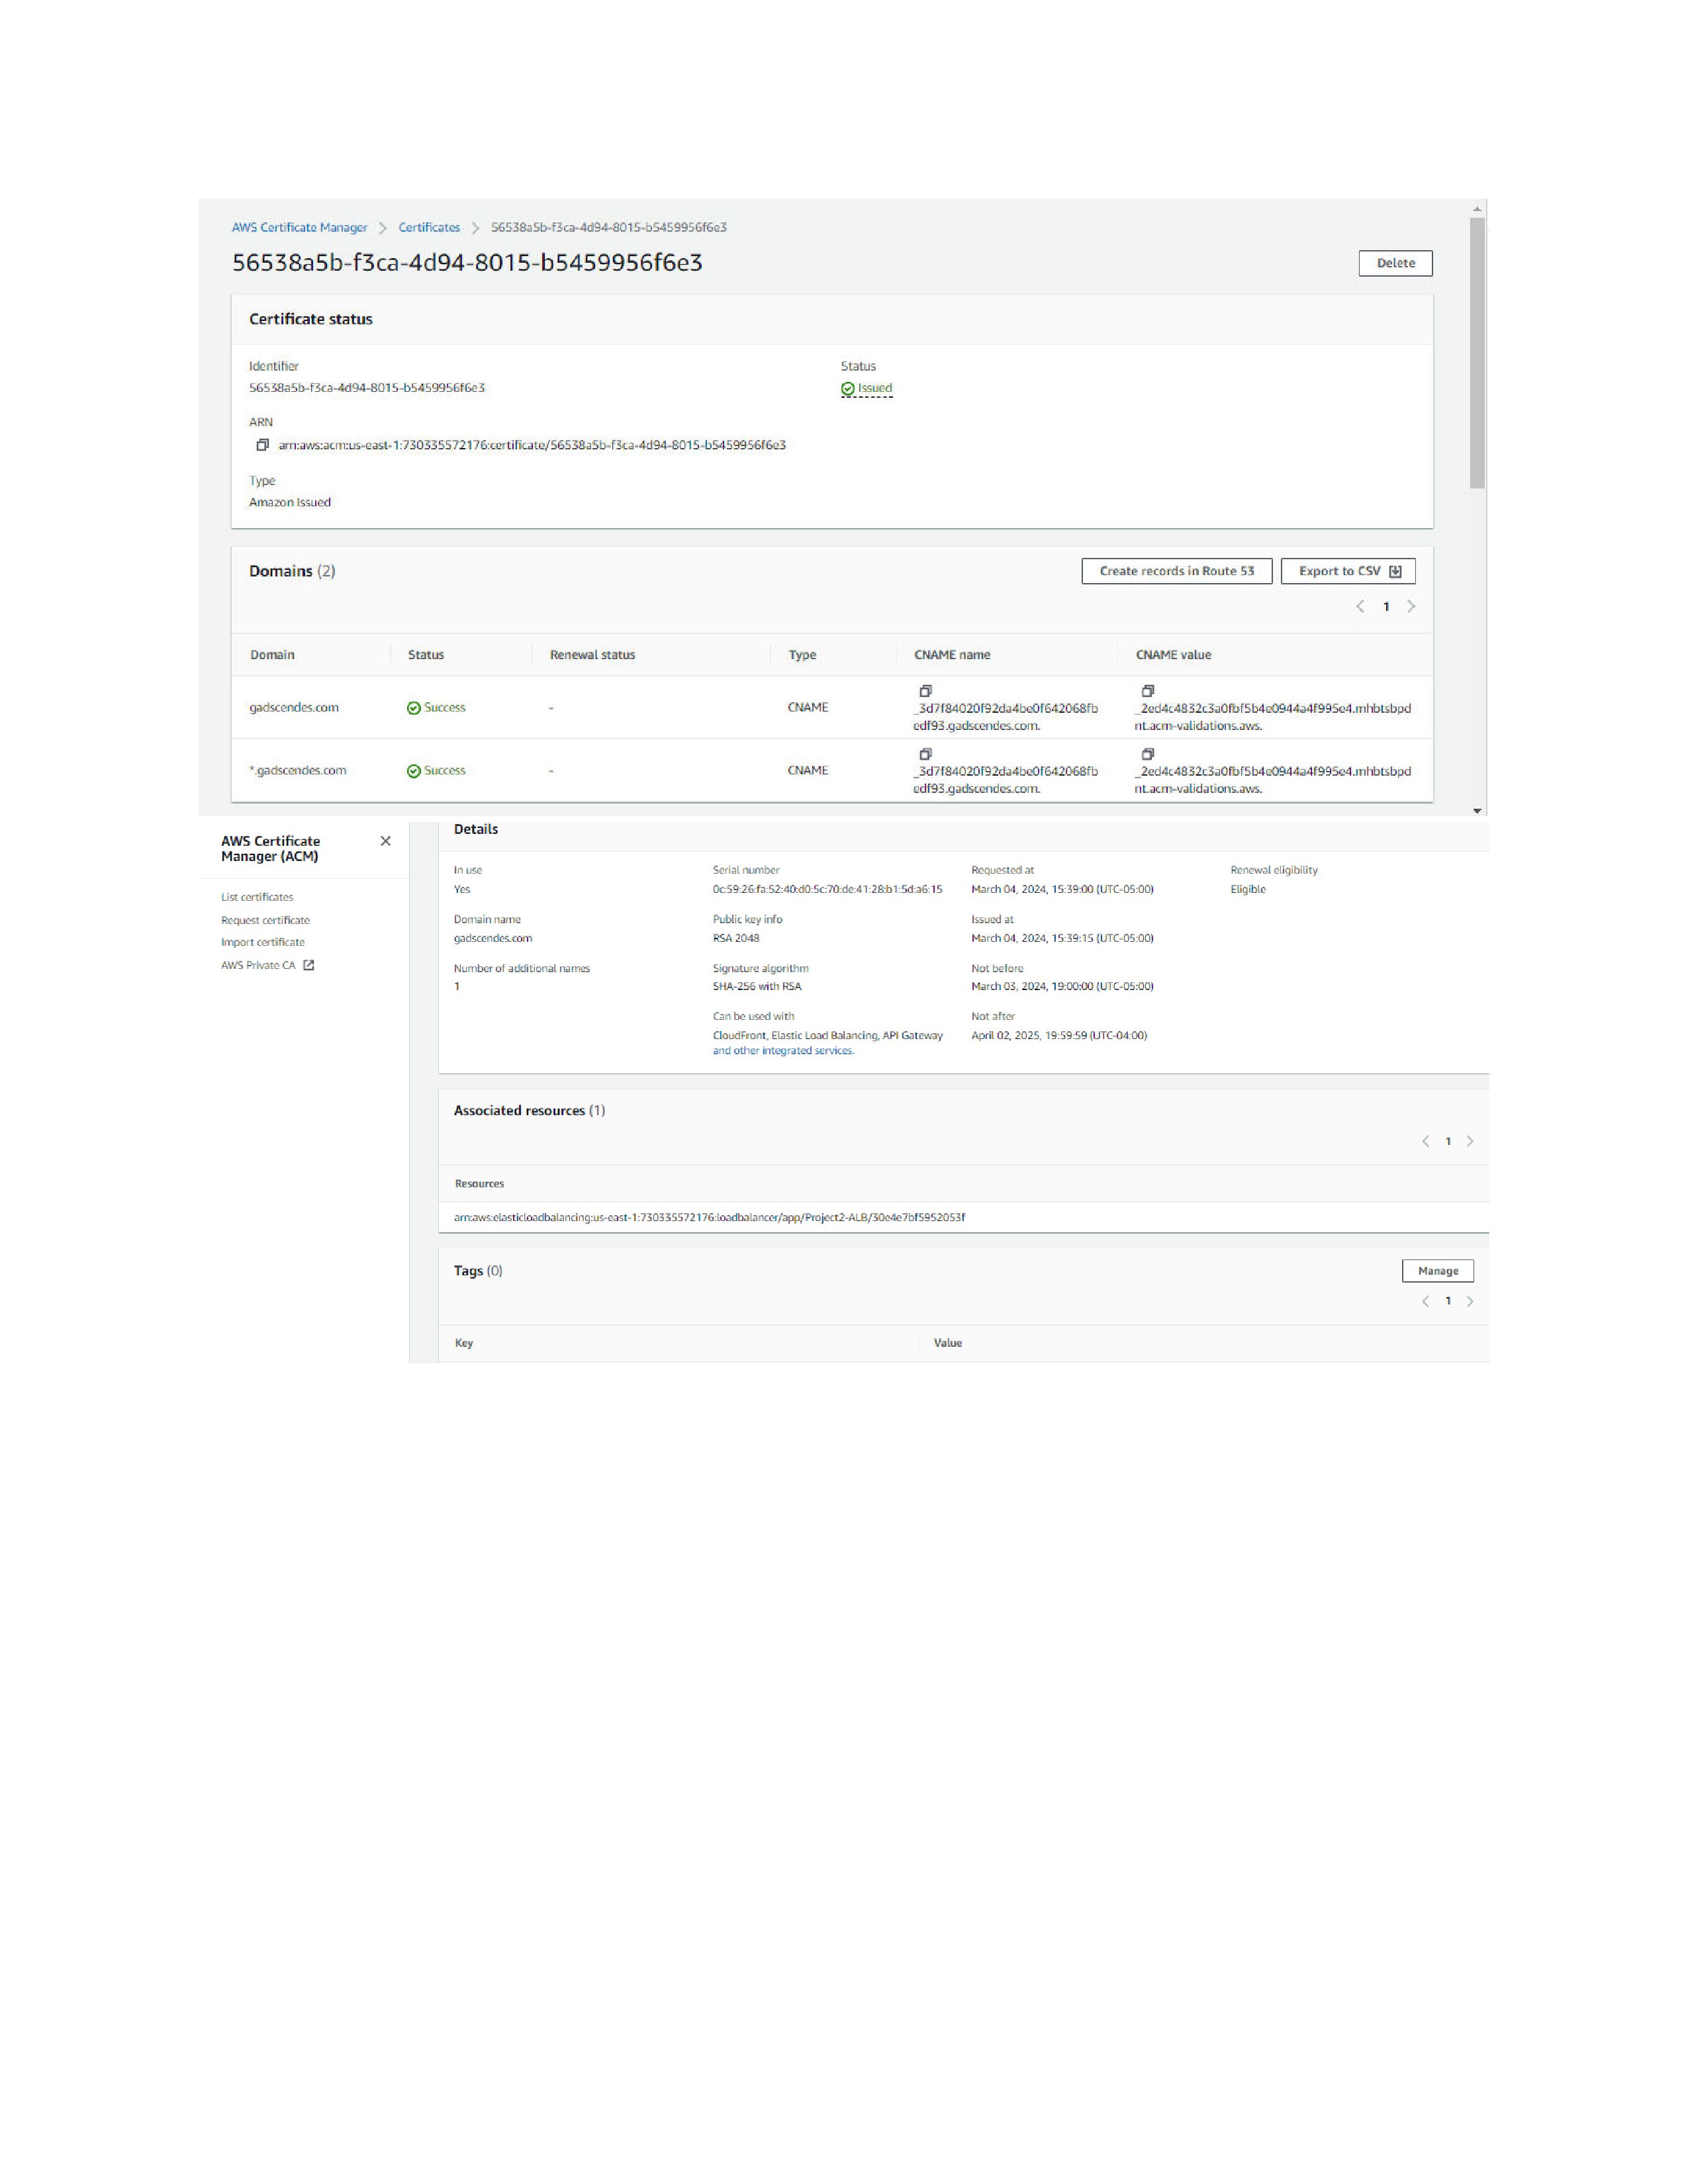 AWS Certificate Manager > Certificates > 56538a5b-f3ca-4d94-8015-b5459956f6e3
56538a5b-f3ca-4d94-8015-b5459956f6e3 Delete
Certificate status
Identifier Status
56538a5b-f3ca-4d94-8015-b5459956f6e3 Issued
ARN
arn:aws:acm:us-east-1:730335572176:certificate/56538a5b-f3ca-4d94-8015-b5459956f6e3
Type
Amazon Issued
Domains (2) Create records in Route 53 Export to CSV
< 1 >
Domain Status Renewal status Type CNAME name CNAME value
gadscendes.com Success - CNAME _3d7f84020f92da4be0f642068fb _2ed4c4832c3a0fbf5b4e0944a4f995e4.mhbtsbpd
edf93.gadscendes.com. nt.acm-validations.aws.
*.gadscendes.com Success - CNAME _3d7f84020f92da4be0f642068fb _2ed4c4832c3a0fbf5b4e0944a4f995e4.mhbtsbpd
edf93.gadscendes.com. nt.acm-validations.aws.
AWS Certificate
Manager (ACM)
List certificates
Request certificate
Import certificate
AWS Private CA
Details
In use Serial number Requested at Renewal eligibility
Yes 0c:59:26:fa:52:40:d0:5c:70:de:41:28:b1:5d:a6:15 March 04, 2024, 15:39:00 (UTC-05:00) Eligible
Domain name Public key info Issued at
gadscendes.com RSA 2048 March 04, 2024, 15:39:15 (UTC-05:00)
Number of additional names Signature algorithm Not before
1 SHA-256 with RSA March 03, 2024, 19:00:00 (UTC-05:00)
Can be used with Not after
CloudFront, Elastic Load Balancing, API Gateway April 02, 2025, 19:59:59 (UTC-04:00)
and other integrated services.
Associated resources (1)
< 1 >
Resources
arn:aws:elasticloadbalancing:us-east-1:730335572176:loadbalancer/app/Project2-ALB/30e4e7bf5952053f
Tags (0) Manage
< 1 >
Key Value